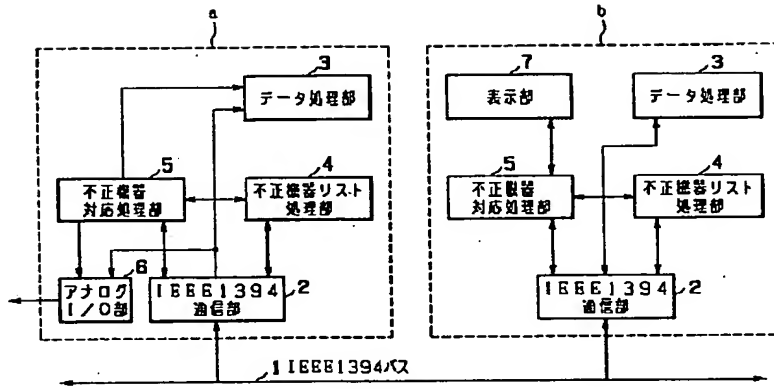 a
b
3
データ処理部
7
表示部
3
データ処理部
5
不正機器
対応処理部
4
不正機器リスト
処理部
5
不正機器
対応処理部
4
不正機器リスト
処理部
6
アナログ
I/O部
IEEE1394
通信部
2
IEEE1394
通信部
2
1 IEEE1394バス